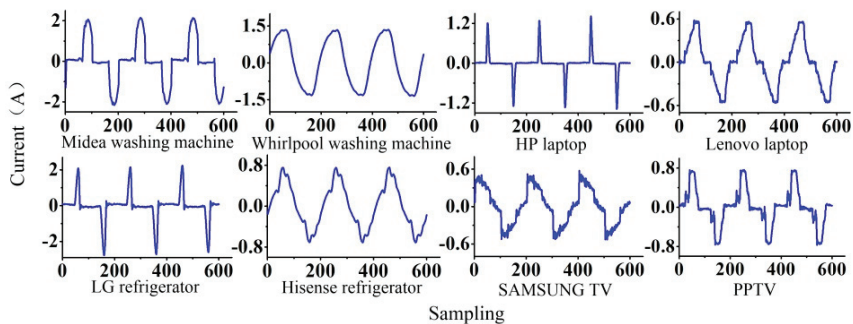 Current（A）
2
0
-2
0 200 400 600
Midea washing machine
1.5
0.0
-1.5
0 200 400 600
Whirlpool washing machine
1.2
0.0
-1.2
0 200 400 600
HP laptop
0.6
0.0
-0.6
0 200 400 600
Lenovo laptop
2
0
-2
0 200 400 600
LG refrigerator
0.8
0.0
-0.8
0 200 400 600
Hisense refrigerator
0.6
0.0
-0.6
0 200 400 600
SAMSUNG TV
0.8
0.0
-0.8
0 200 400 600
PPTV
Sampling